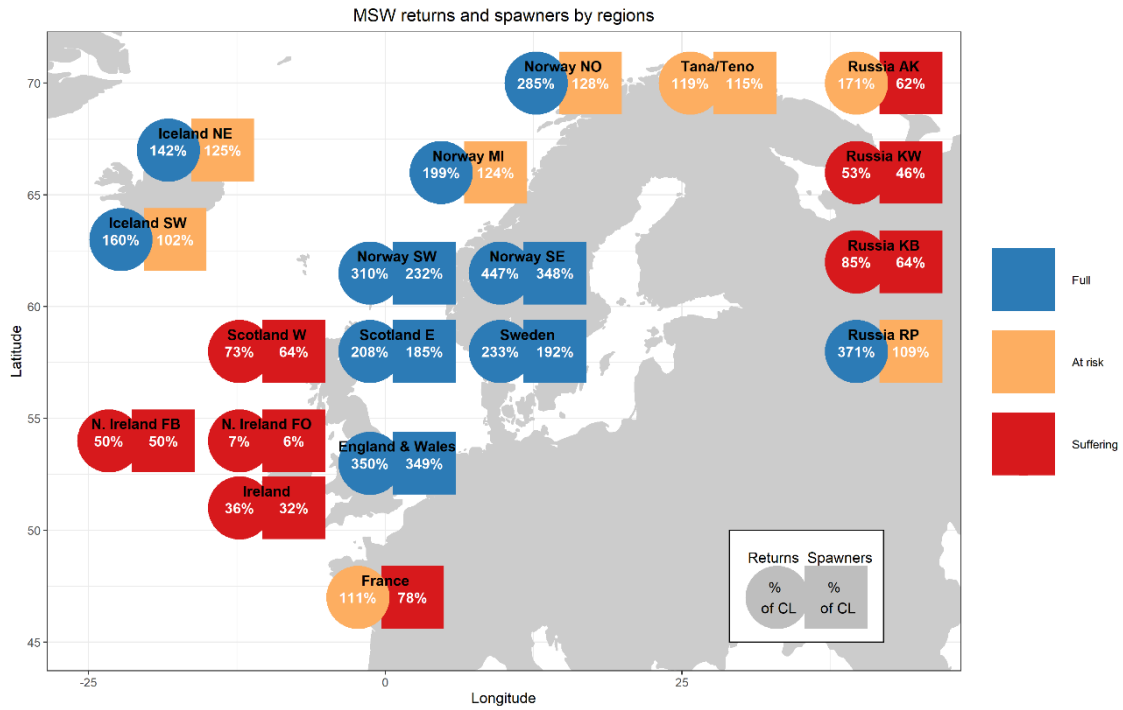 MSW returns and spawners by regions
70
65
60
55
50
45
Latitude
-25
0
25
Longitude
Norway NO
285% 128%
Tana/Teno
119% 115%
Russia AK
171% 62%
Iceland NE
142% 125%
Norway MI
199% 124%
Russia KW
53% 46%
Iceland SW
160% 102%
Norway SW
310% 232%
Norway SE
447% 348%
Russia KB
85% 64%
Scotland W
73% 64%
Scotland E
208% 185%
Sweden
233% 192%
Russia RP
371% 109%
N. Ireland FB
50% 50%
N. Ireland FO
7% 6%
England & Wales
350% 349%
Ireland
36% 32%
France
111% 78%
Returns Spawners
% %
of CL of CL
Full
At risk
Suffering